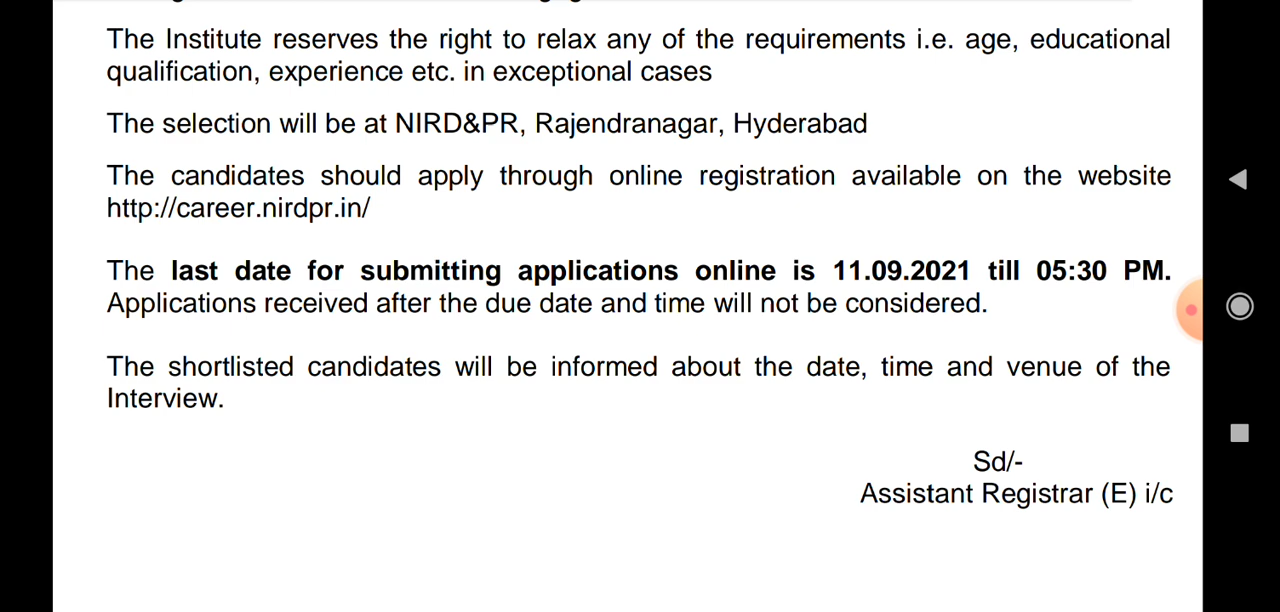 The Institute reserves the right to relax any of the requirements i.e. age, educational
qualification, experience etc. in exceptional cases
The selection will be at NIRD&PR, Rajendranagar, Hyderabad
The candidates should apply through online registration available on the website
http://career.nirdpr.in/
The last date for submitting applications online is 11.09.2021 till 05:30 PM.
Applications received after the due date and time will not be considered.
The shortlisted candidates will be informed about the date, time and venue of the
Interview.
Sd/-
Assistant Registrar (E) i/c